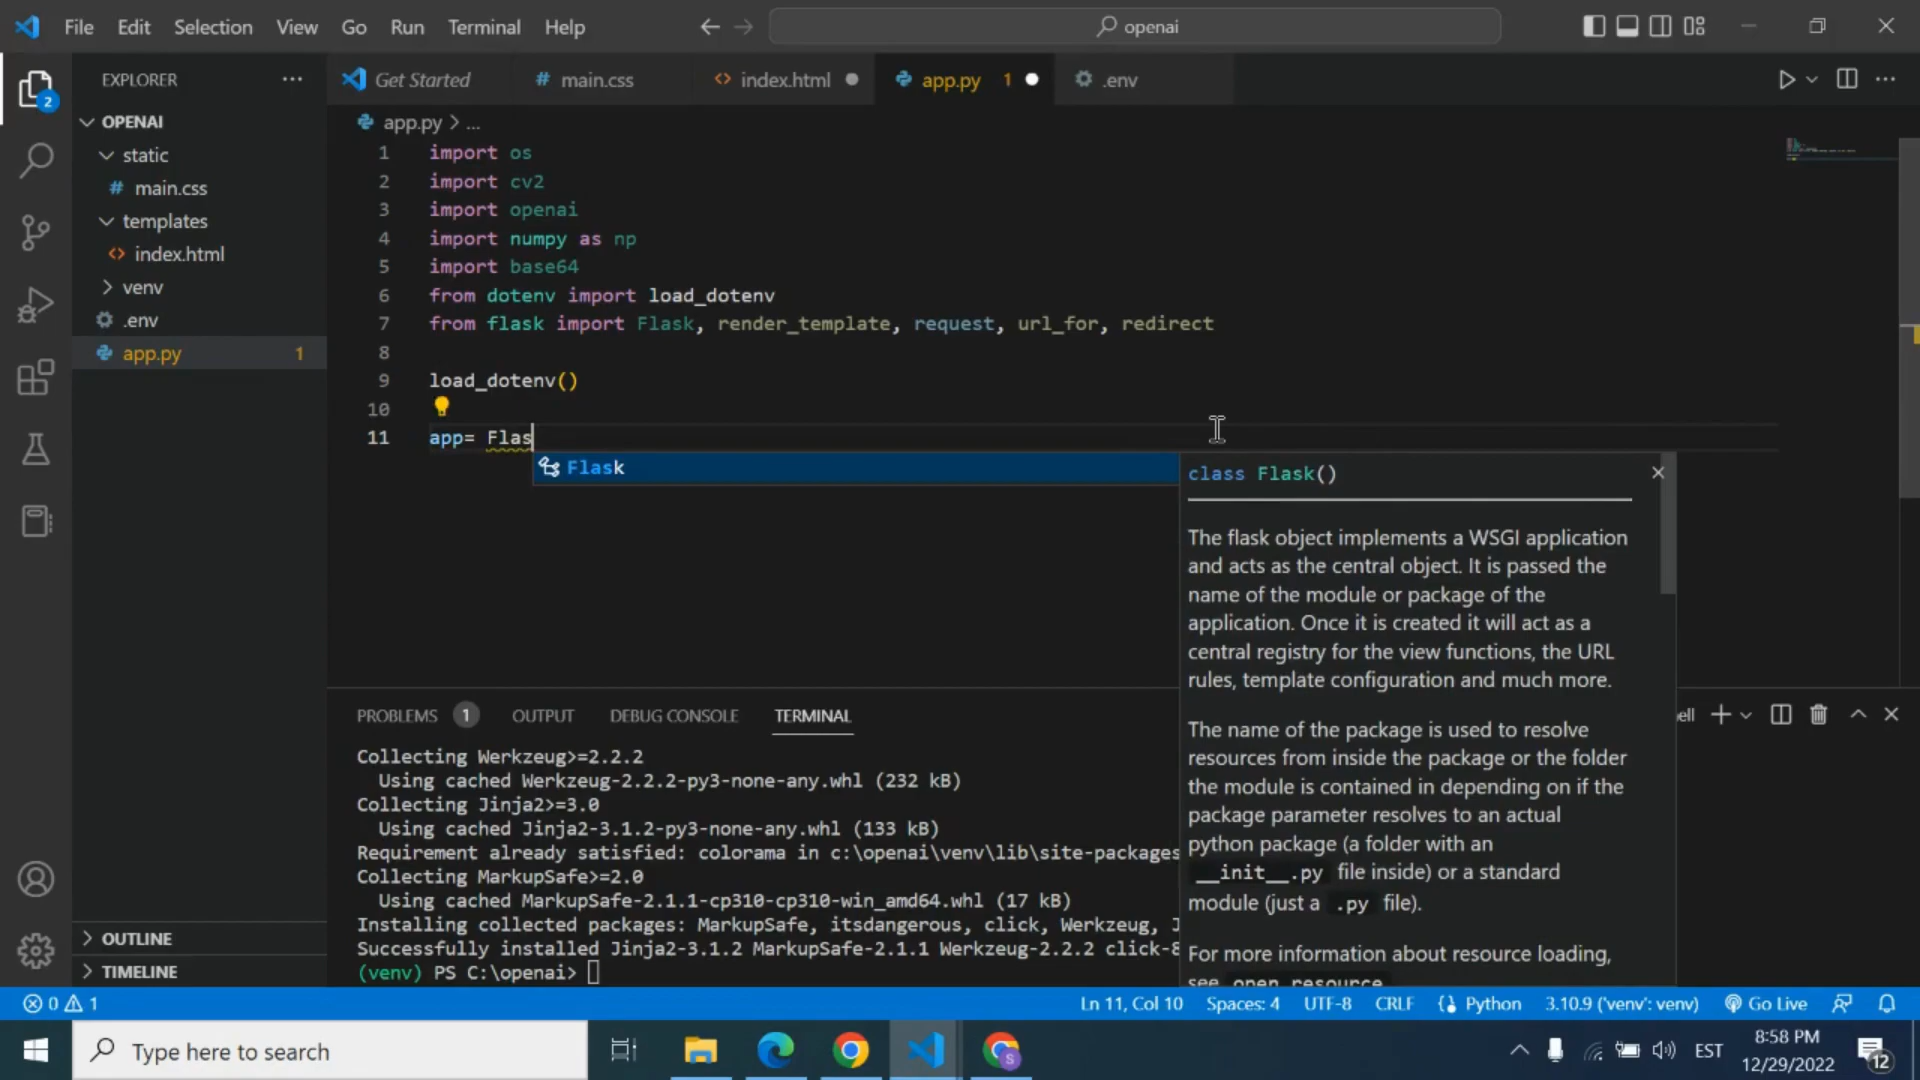 File Edit Selection View Go Run Terminal Help
openai
EXPLORER
Get Started
main.css
index.html
app.py 1
.env
2
OPENAI
static
main.css
templates
index.html
venv
.env
app.py 1
app.py > ...
1 import os
2 import cv2
3 import openai
4 import numpy as np
5 import base64
6 from dotenv import load_dotenv
7 from flask import Flask, render_template, request, url_for, redirect
8
9 load_dotenv()
10
11 app= Flas
Flask
class Flask()
The flask object implements a WSGI application
and acts as the central object. It is passed the
name of the module or package of the
application. Once it is created it will act as a
central registry for the view functions, the URL
rules, template configuration and much more.
The name of the package is used to resolve
resources from inside the package or the folder
the module is contained in depending on if the
package parameter resolves to an actual
python package (a folder with an
__init__.py file inside) or a standard
module (just a .py file).
For more information about resource loading,
see open_resource
PROBLEMS 1 OUTPUT DEBUG CONSOLE TERMINAL
ell
Collecting Werkzeug>=2.2.2
Using cached Werkzeug-2.2.2-py3-none-any.whl (232 kB)
Collecting Jinja2>=3.0
Using cached Jinja2-3.1.2-py3-none-any.whl (133 kB)
Requirement already satisfied: colorama in c:\openai\venv\lib\site-packages
Collecting MarkupSafe>=2.0
Using cached MarkupSafe-2.1.1-cp310-cp310-win_amd64.whl (17 kB)
Installing collected packages: MarkupSafe, itsdangerous, click, Werkzeug, J
Successfully installed Jinja2-3.1.2 MarkupSafe-2.1.1 Werkzeug-2.2.2 click-8
(venv) PS C:\openai>
OUTLINE
TIMELINE
0 1
Ln 11, Col 10 Spaces: 4 UTF-8 CRLF Python 3.10.9 ('venv': venv) Go Live
Type here to search
S
EST
8:58 PM
12/29/2022
12